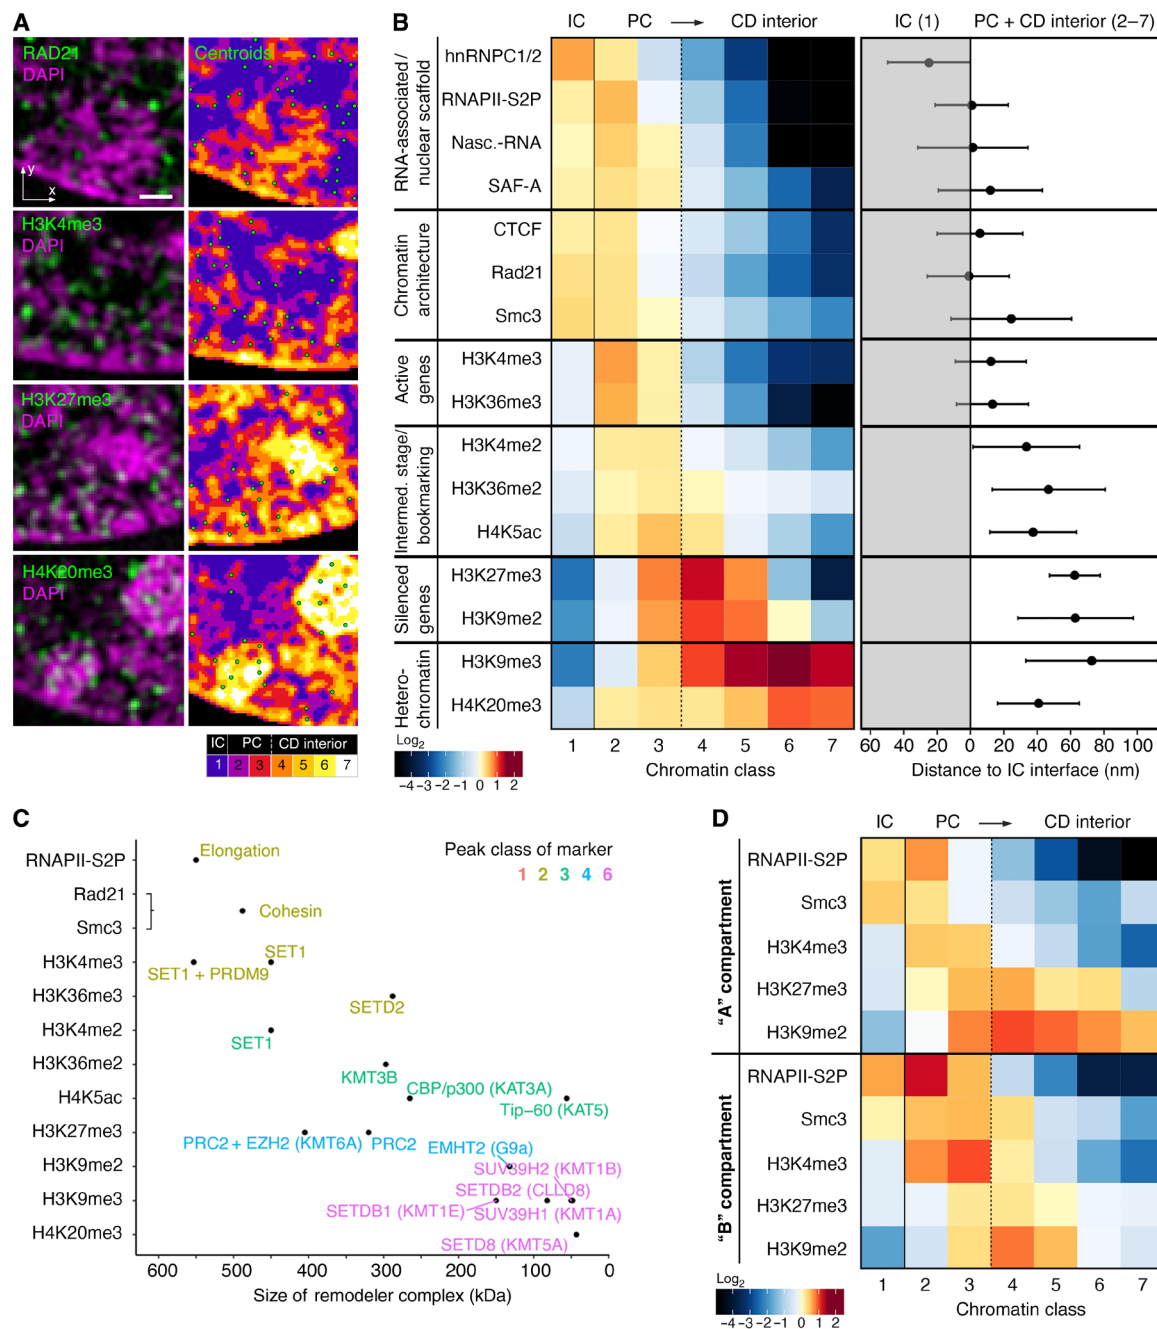 A
RAD21
DAPI
y
x
Centroids
H3K4me3
DAPI
H3K27me3
DAPI
H4K20me3
DAPI
IC PC CD interior
1 2 3 4 5 6 7
B
IC PC → CD interior
IC (1) PC + CD interior (2–7)
RNA-associated/
nuclear scaffold
hnRNPC1/2
RNAPII-S2P
Nasc.-RNA
SAF-A
Chromatin
architecture
CTCF
Rad21
Smc3
Active
genes
H3K4me3
H3K36me3
Intermed. stage/
bookmarking
H3K4me2
H3K36me2
H4K5ac
Silenced
genes
H3K27me3
H3K9me2
Hetero-
chromatin
H3K9me3
H4K20me3
Log2
−4 −3 −2 −1 0 1 2
1 2 3 4 5 6 7
Chromatin class
60 40 20 0 20 40 60 80 100
Distance to IC interface (nm)
C
Peak class of marker
1 2 3 4 6
RNAPII-S2P
Elongation
Rad21
Cohesin
Smc3
H3K4me3
SET1
SET1 + PRDM9
H3K36me3
SETD2
H3K4me2
SET1
H3K36me2
KMT3B
H4K5ac
CBP/p300 (KAT3A)
Tip−60 (KAT5)
H3K27me3
PRC2 + EZH2 (KMT6A)
PRC2
H3K9me2
EMHT2 (G9a)
SUV39H2 (KMT1B)
SETDB2 (CLLD8)
H3K9me3
SETDB1 (KMT1E)
SUV39H1 (KMT1A)
H4K20me3
SETD8 (KMT5A)
600 500 400 300 200 100 0
Size of remodeler complex (kDa)
D
IC PC → CD interior
"A" compartment
RNAPII-S2P
Smc3
H3K4me3
H3K27me3
H3K9me2
"B" compartment
RNAPII-S2P
Smc3
H3K4me3
H3K27me3
H3K9me2
Log2
−4 −3 −2 −1 0 1 2
1 2 3 4 5 6 7
Chromatin class